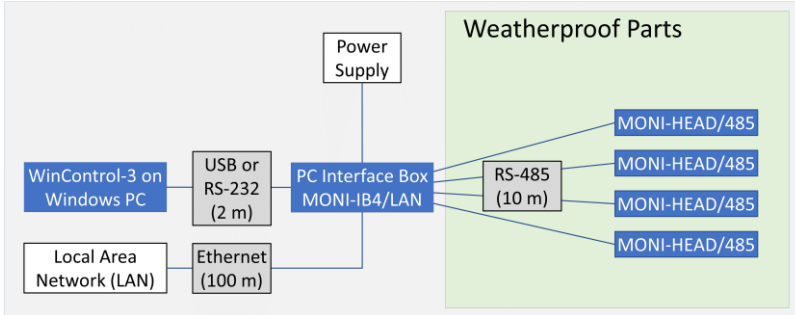 Weatherproof Parts
Power
Supply
MONI-HEAD/485
MONI-HEAD/485
MONI-HEAD/485
MONI-HEAD/485
WinControl-3 on
Windows PC
USB or
RS-232
(2 m)
PC Interface Box
MONI-IB4/LAN
RS-485
(10 m)
Local Area
Network (LAN)
Ethernet
(100 m)